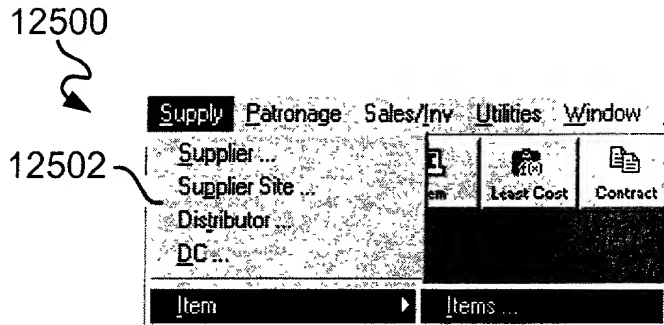 12500
Supply Patronage Sales/Inv Utilities Window
12502
Supplier ...
Supplier Site ...
Distributor ...
DC ...
Least Cost Contract
Item Items ...